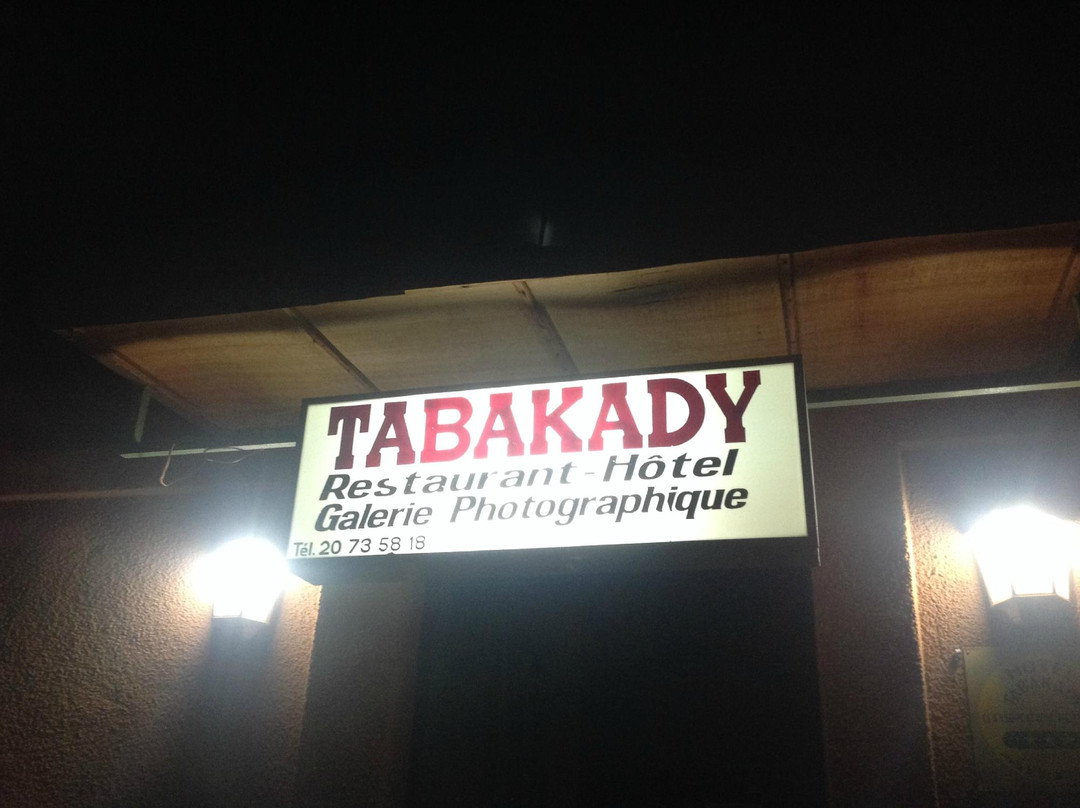 TABAKADY
Restaurant-Hôtel
Galerie Photographique
Tél. 20 73 58 18